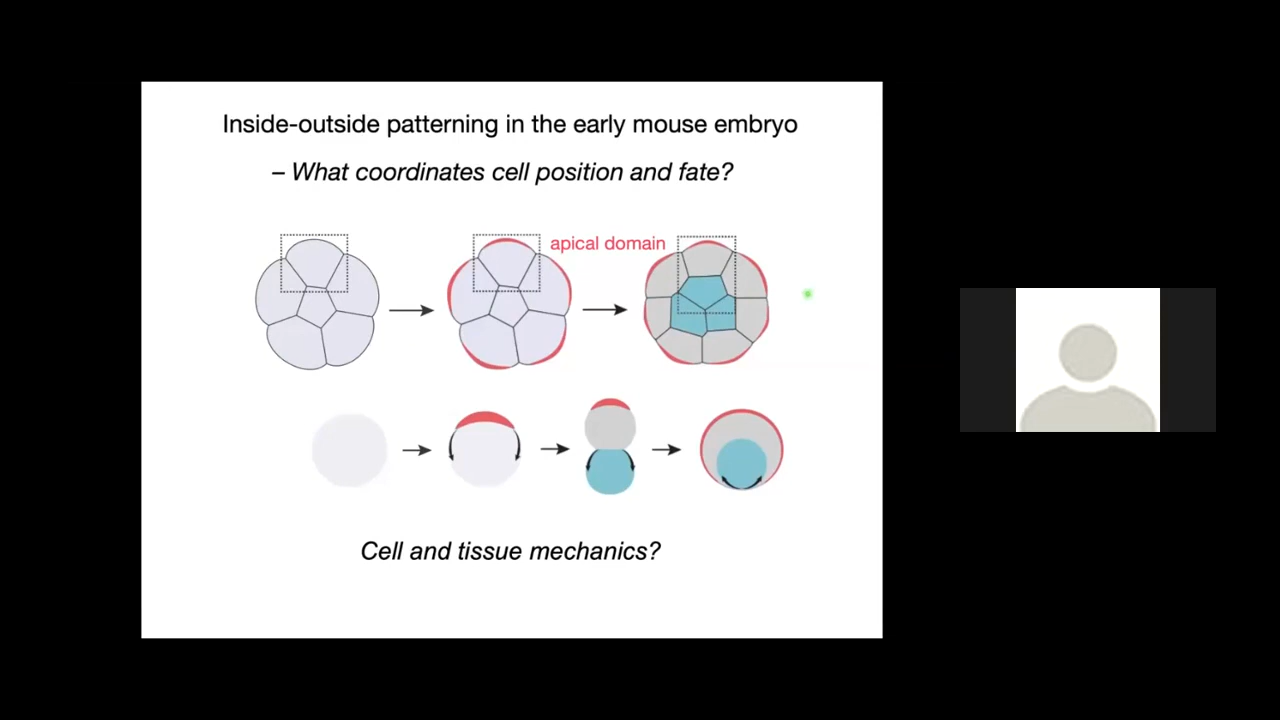 Inside-outside patterning in the early mouse embryo
– What coordinates cell position and fate?
apical domain
Cell and tissue mechanics?